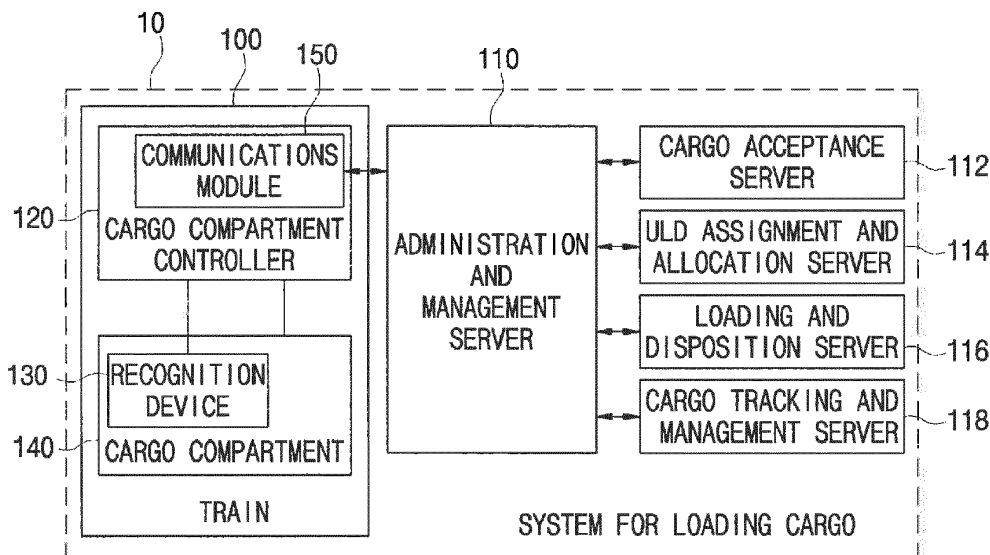 10
100
150
110
COMMUNICATIONS
MODULE
120
CARGO COMPARTMENT
CONTROLLER
130
RECOGNITION
DEVICE
140
CARGO COMPARTMENT
TRAIN
ADMINISTRATION
AND
MANAGEMENT
SERVER
CARGO ACCEPTANCE
SERVER
112
ULD ASSIGNMENT AND
ALLOCATION SERVER
114
LOADING AND
DISPOSITION SERVER
116
CARGO TRACKING AND
MANAGEMENT SERVER
118
SYSTEM FOR LOADING CARGO